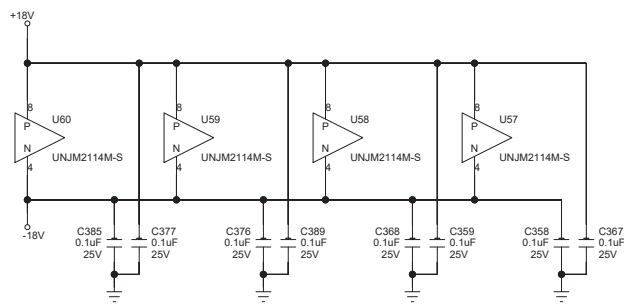 +18V
8
P
N
4
U60
UNJM2114M-S
8
P
N
4
U59
UNJM2114M-S
8
P
N
4
U58
UNJM2114M-S
8
P
N
4
U57
UNJM2114M-S
-18V
C385
0.1uF
25V
C377
0.1uF
25V
C376
0.1uF
25V
C389
0.1uF
25V
C368
0.1uF
25V
C359
0.1uF
25V
C358
0.1uF
25V
C367
0.1uF
25V